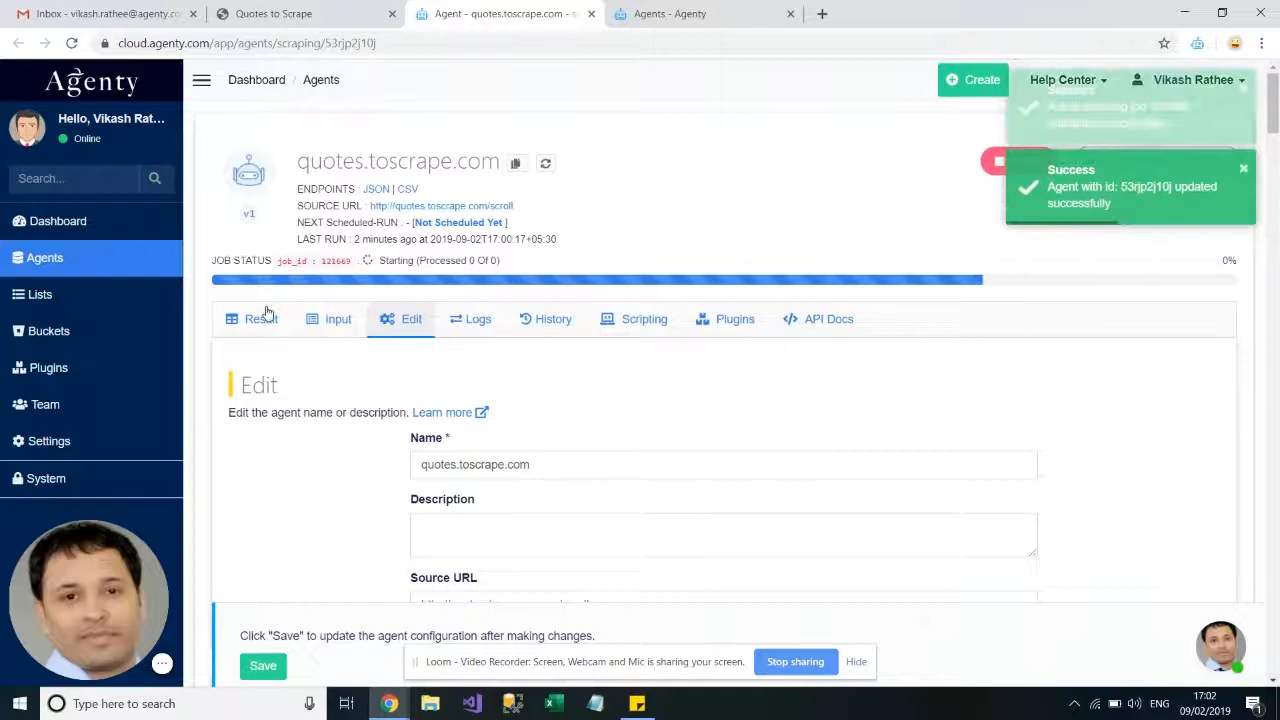 Inbox - vikash.rathee@agenty.c
Quotes to Scrape
Agent - quotes.toscrape.com - s
Agents - Agenty
cloud.agenty.com/app/agents/scraping/53rjp2j10j
Agenty
Dashboard / Agents
Create
Help Center
Vikash Rathee
Hello, Vikash Rat...
Online
Search...
Dashboard
Agents
Lists
Buckets
Plugins
Team
Settings
System
quotes.toscrape.com
v1
ENDPOINTS : JSON | CSV
SOURCE URL : http://quotes.toscrape.com/scroll
NEXT Scheduled-RUN . - [Not Scheduled Yet ]
LAST RUN : 2 minutes ago at 2019-09-02T17:00:17+05:30
JOB STATUS job_id : 121669 . Starting (Processed 0 Of 0)
0%
Success
Agent with id: 53rjp2j10j updated
successfully
Result
Input
Edit
Logs
History
Scripting
Plugins
API Docs
Edit
Edit the agent name or description. Learn more
Name *
quotes.toscrape.com
Description
Source URL
Click "Save" to update the agent configuration after making changes.
Save
Loom - Video Recorder: Screen, Webcam and Mic is sharing your screen.
Stop sharing
Hide
Type here to search
ENG
17:02
09/02/2019
1